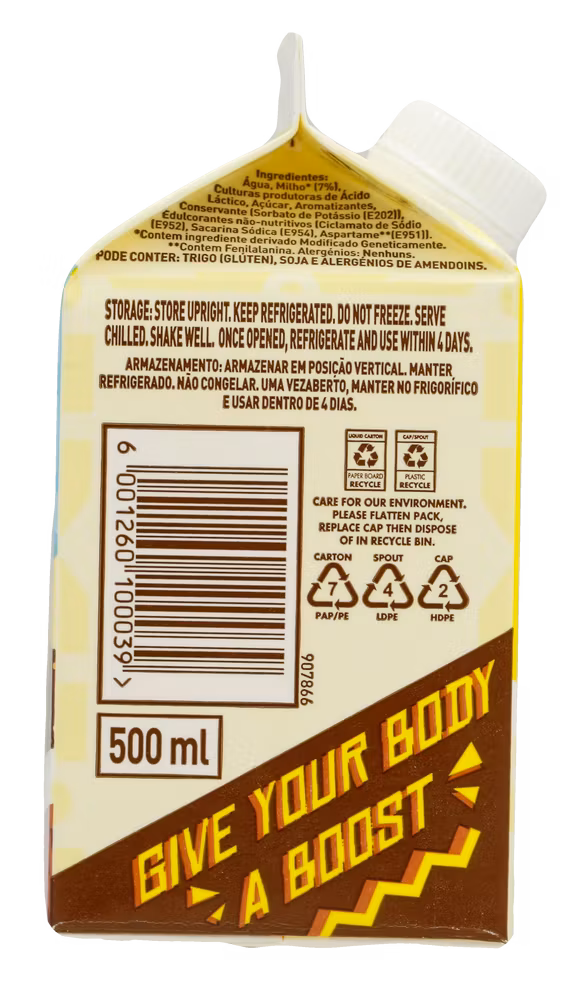 Ingredientes:
Água, Milho* (7%),
Culturas produtoras de Ácido
Láctico, Açúcar, Aromatizantes,
Conservante (Sorbato de Potássio (E202)),
Edulcorantes não-nutritivos (Ciclamato de Sódio
(E952), Sacarina Sódica (E954), Aspartame**(E951)).
*Contem ingrediente derivado Modificado Geneticamente.
**Contem Fenilatanina. Alergénios: Nenhuns.
PODE CONTER: TRIGO (GLÚTEN), SOJA E ALERGÉNIOS DE AMENDOINS.
STORAGE: STORE UPRIGHT. KEEP REFRIGERATED. DO NOT FREEZE. SERVE
CHILLED. SHAKE WELL. ONCE OPENED, REFRIGERATE AND USE WITHIN 4 DAYS.
ARMAZENAMENTO: ARMAZENAR EM POSIÇÃO VERTICAL. MANTER
REFRIGERADO. NÃO CONGELAR. UMA VEZABERTO, MANTER NO FRIGORÍFICO
E USAR DENTRO DE 4 DIAS.
6 001260 100039 >
907866
LIQUID CARTON
PAPER BOARD
RECYCLE
CAP/SPOUT
PLASTIC
RECYCLE
CARE FOR OUR ENVIRONMENT.
PLEASE FLATTEN PACK,
REPLACE CAP THEN DISPOSE
OF IN RECYCLE BIN.
CARTON SPOUT CAP
7 4 2
PAP/PE LDPE HDPE
500 ml
GIVE YOUR BODY
A BOOST